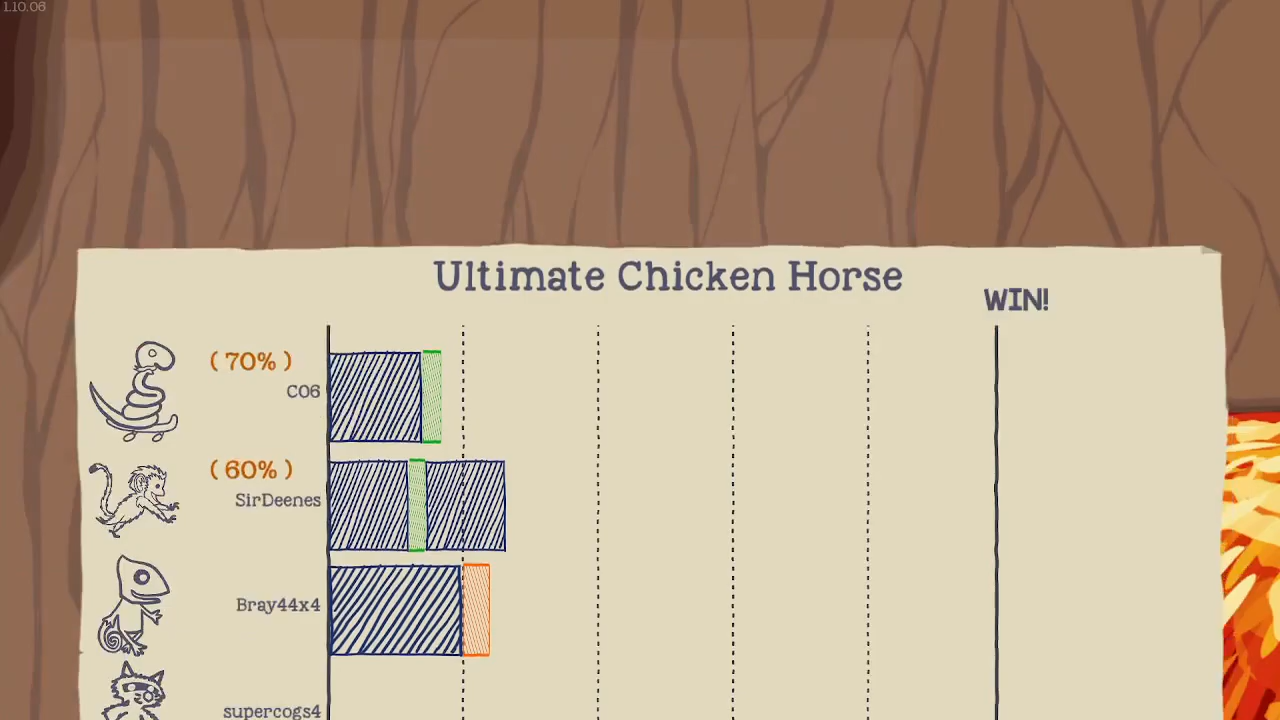 1.10.06
Ultimate Chicken Horse
WIN!
( 70% )
CO6
( 60% )
SirDeenes
Bray44x4
supercogs4